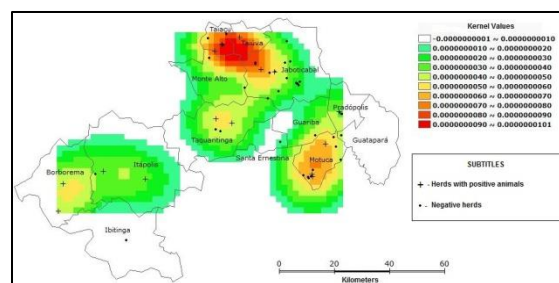 Taiaçu
Taiúva
Monte Alto
Jaboticabal
Pradópolis
Guariba
Guatapará
Taquaritinga
Santa Ernestina
Motuca
Itápolis
Borborema
Ibitinga
Kernel Values
-0.0000000001 ~ 0.0000000010
0.0000000010 ~ 0.0000000020
0.0000000020 ~ 0.0000000030
0.0000000030 ~ 0.0000000040
0.0000000040 ~ 0.0000000050
0.0000000050 ~ 0.0000000060
0.0000000060 ~ 0.0000000070
0.0000000070 ~ 0.0000000080
0.0000000080 ~ 0.0000000090
0.0000000090 ~ 0.0000000101
SUBTITLES
+ - Herds with positive animals
• - Negative herds
0 20 40 60
Kilometers